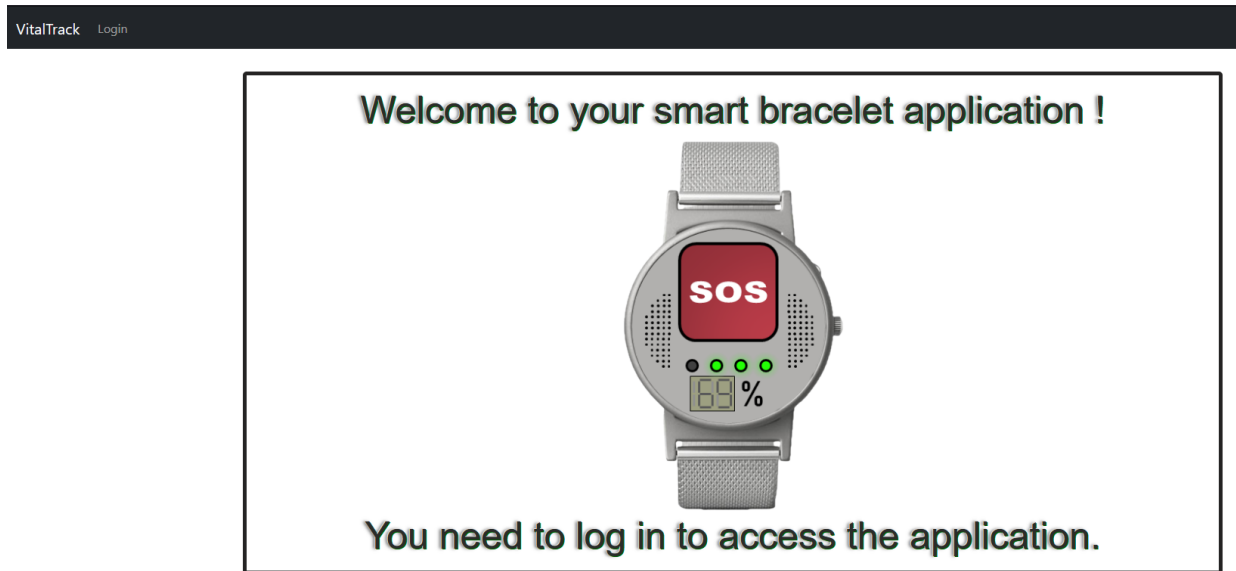 VitalTrack Login
Welcome to your smart bracelet application !
SOS
69 %
You need to log in to access the application.